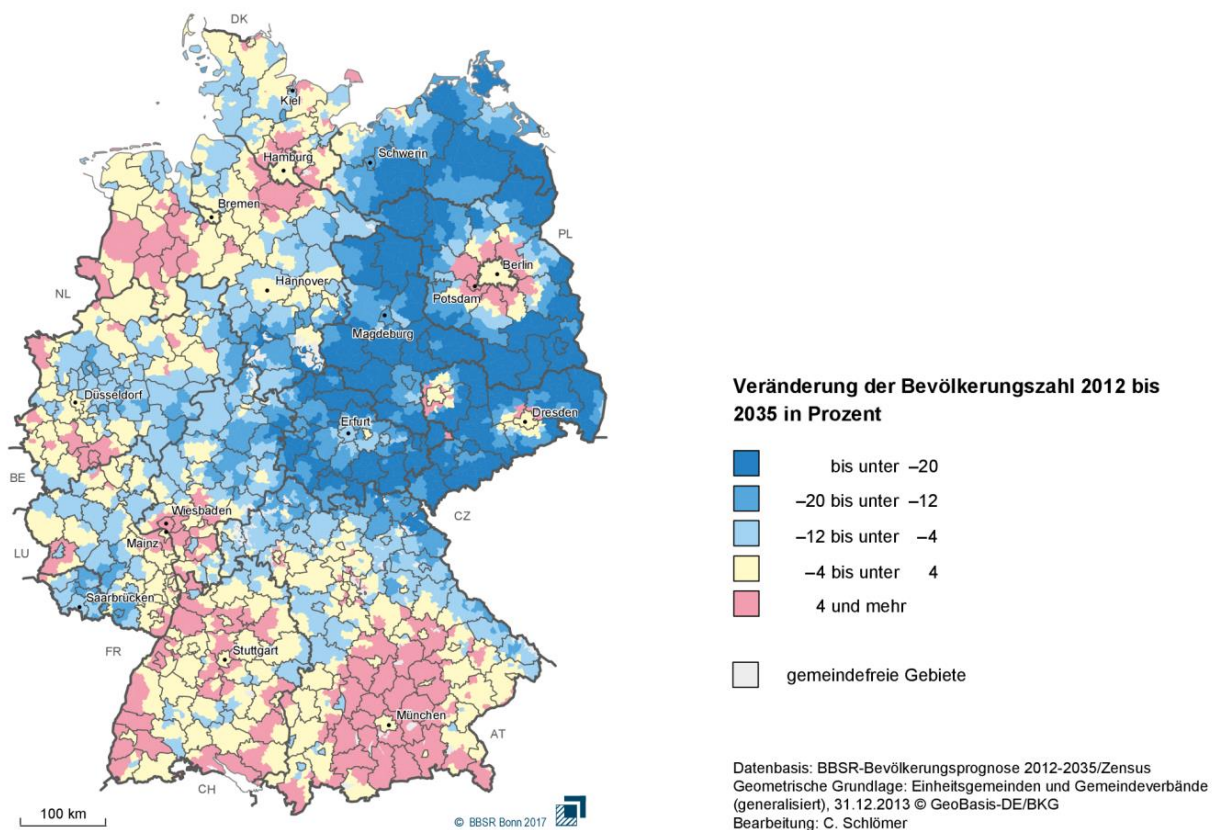 DK
Kiel
Schwerin
Hamburg
Bremen
PL
Berlin
Hannover
Potsdam
NL
Magdeburg
Düsseldorf
Dresden
Erfurt
BE
Wiesbaden
CZ
Mainz
LU
Saarbrücken
FR
Stuttgart
München
AT
CH
100 km
© BBSR Bonn 2017
Veränderung der Bevölkerungszahl 2012 bis
2035 in Prozent
bis unter –20
–20 bis unter –12
–12 bis unter –4
–4 bis unter 4
4 und mehr
gemeindefreie Gebiete
Datenbasis: BBSR-Bevölkerungsprognose 2012-2035/Zensus
Geometrische Grundlage: Einheitsgemeinden und Gemeindeverbände
(generalisiert), 31.12.2013 © GeoBasis-DE/BKG
Bearbeitung: C. Schlömer